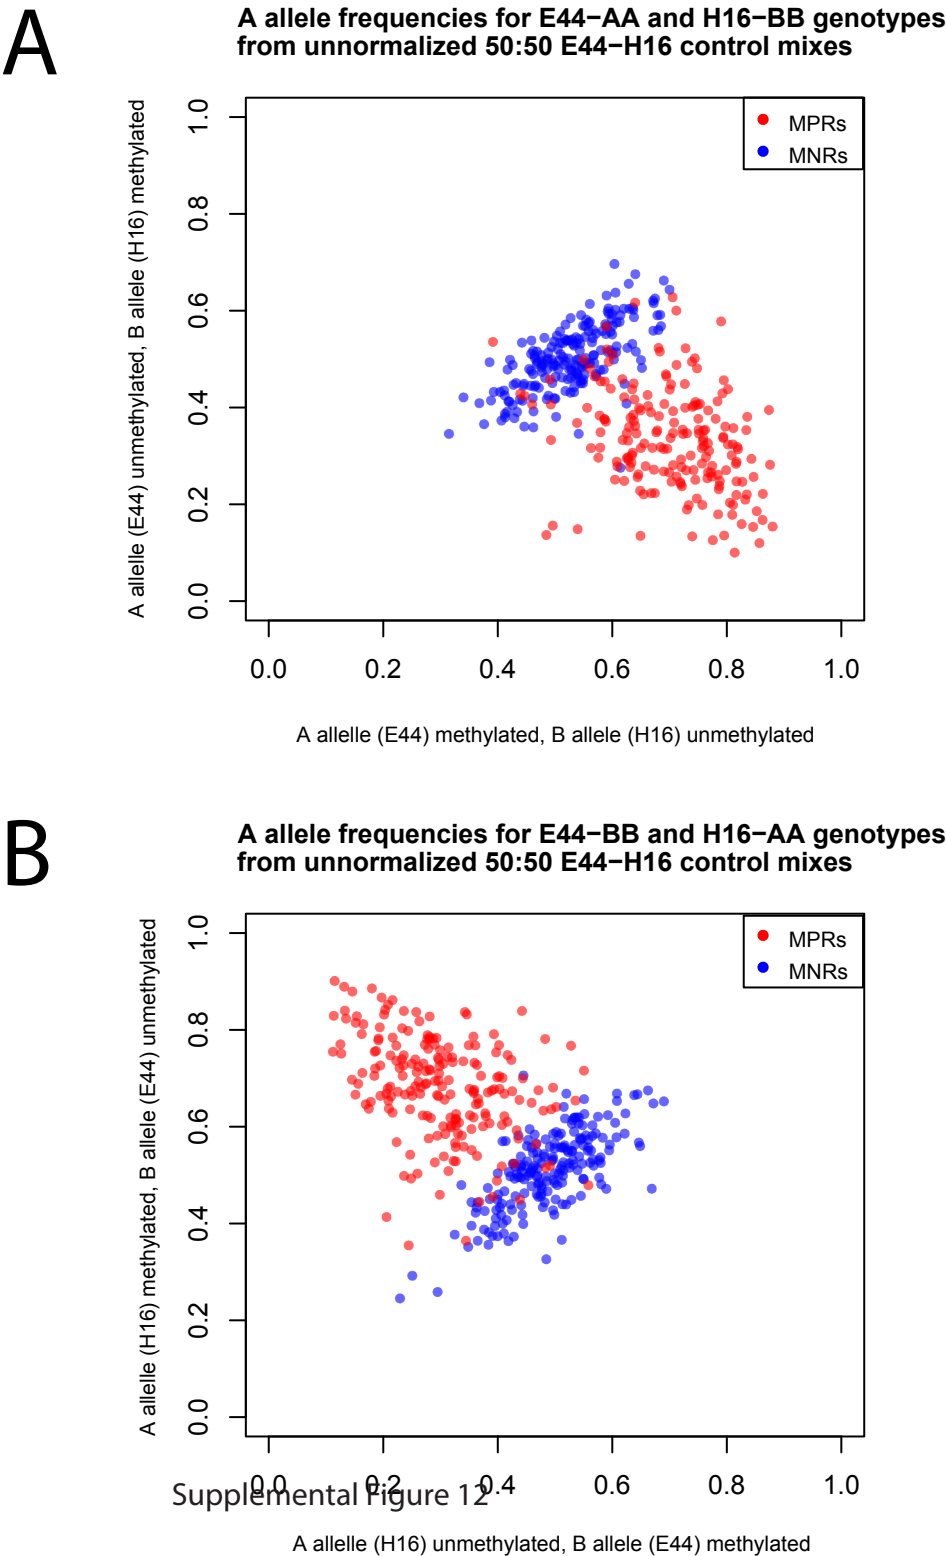 A
A allele frequencies for E44−AA and H16−BB genotypes
from unnormalized 50:50 E44−H16 control mixes
A allelle (E44) unmethylated, B allele (H16) methylated
1.0
0.8
0.6
0.4
0.2
0.0
MPRs
MNRs
0.0 0.2 0.4 0.6 0.8 1.0
A allelle (E44) methylated, B allele (H16) unmethylated
B
A allele frequencies for E44−BB and H16−AA genotypes
from unnormalized 50:50 E44−H16 control mixes
A allelle (H16) methylated, B allele (E44) unmethylated
1.0
0.8
0.6
0.4
0.2
0.0
MPRs
MNRs
0.0 0.2 0.4 0.6 0.8 1.0
Supplemental Figure 12
A allelle (H16) unmethylated, B allele (E44) methylated